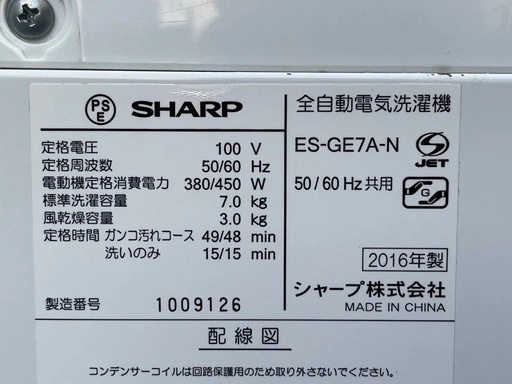 PSE SHARP
全自動電気洗濯機
定格電圧 100 V
定格周波数 50/60 Hz
電動機定格消費電力 380/450 W
標準洗濯容量 7.0 kg
風乾燥容量 3.0 kg
定格時間 ガンコ汚れコース 49/48 min
洗いのみ 15/15 min
製造番号 1009126
ES-GE7A-N
S JET
50/60 Hz共用
G
2016年製
シャープ株式会社
MADE IN CHINA
配線図
コンデンサーコイルは回路保護用のため取り外さないでください。